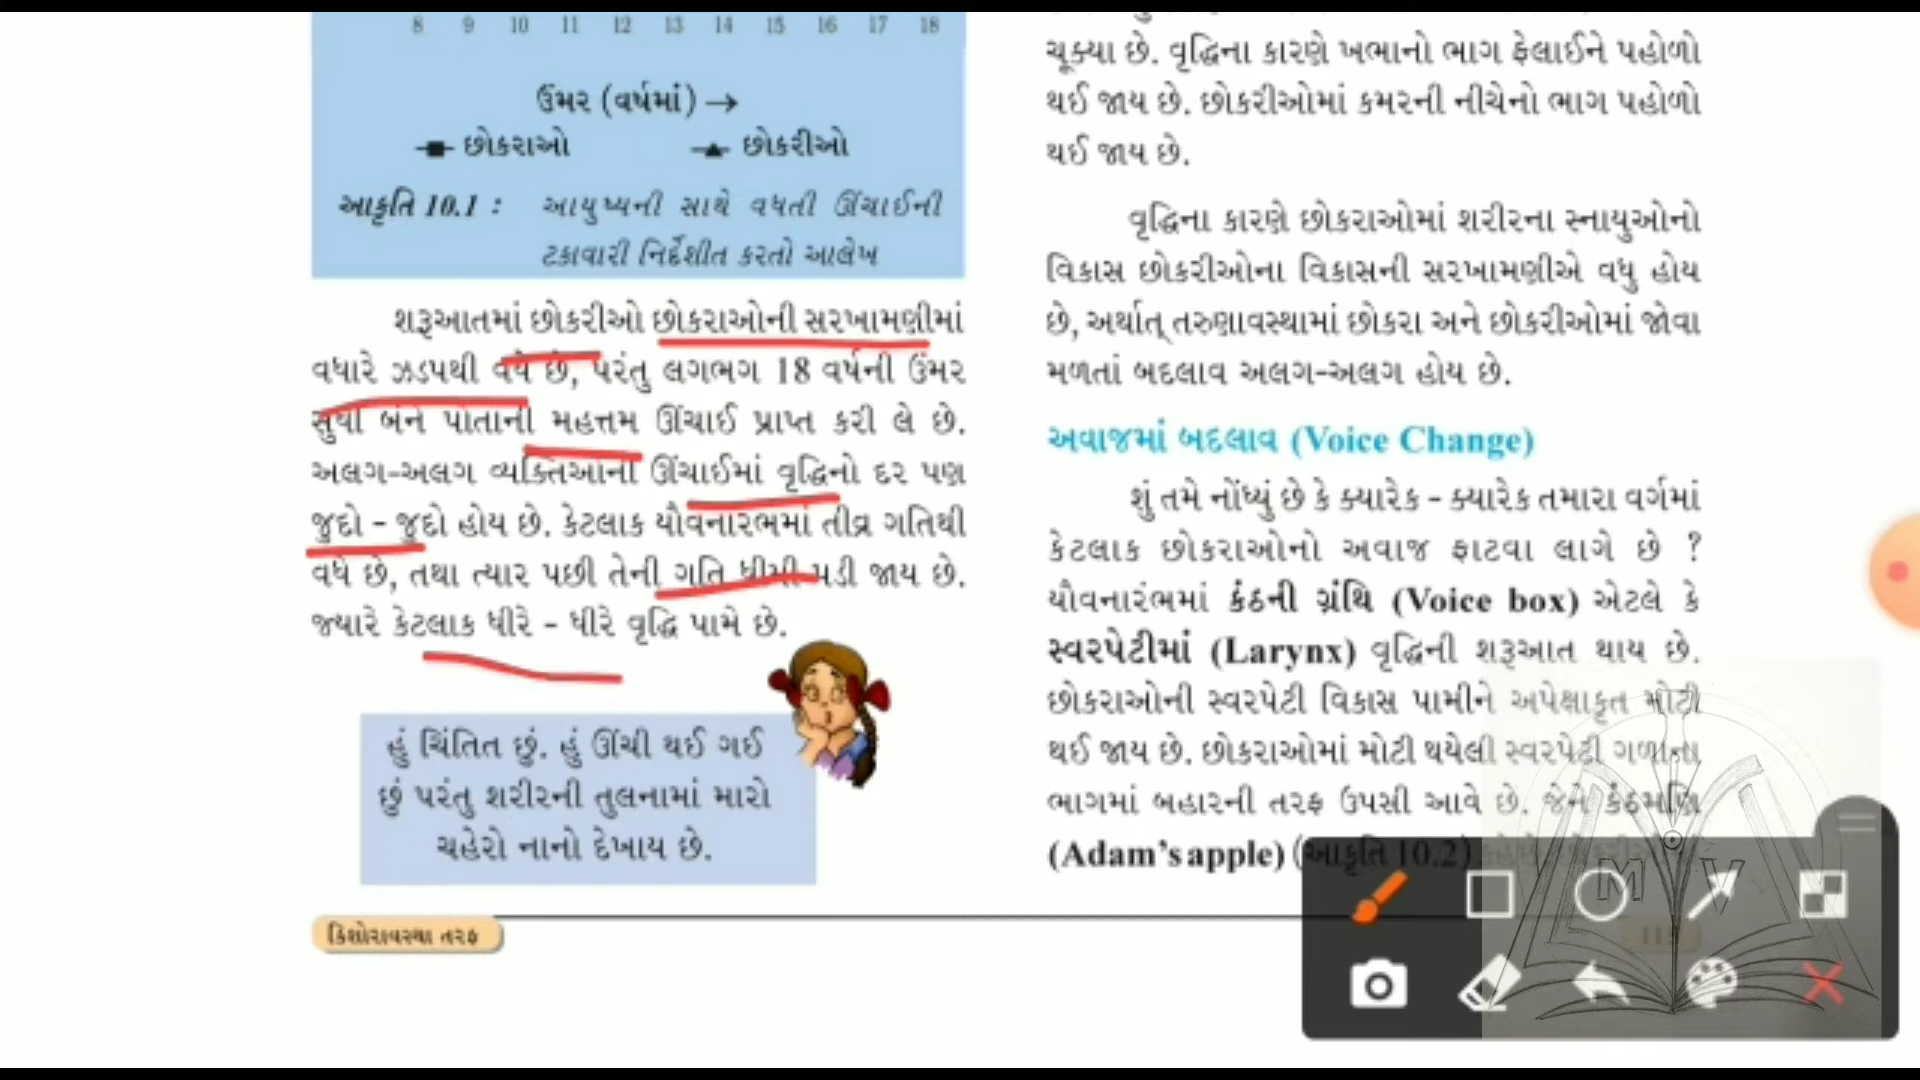 8 9 10 11 12 13 14 15 16 17 18
ઉંમર (વર્ષમાં) →
છોકરાઓ છોકરીઓ
આકૃતિ 10.1 : આયુષ્યની સાથે વધતી ઊંચાઈની
ટકાવારી નિર્દેશીત કરતો આલેખ
શરૂઆતમાં છોકરીઓ છોકરાઓની સરખામણીમાં
વધારે ઝડપથી વધે છે, પરંતુ લગભગ 18 વર્ષની ઉંમર
સુધી બંને પોતાની મહત્તમ ઊંચાઈ પ્રાપ્ત કરી લે છે.
અલગ-અલગ વ્યક્તિઓની ઊંચાઈમાં વૃદ્ધિનો દર પણ
જુદો - જુદો હોય છે. કેટલાક યૌવનારંભમાં તીવ્ર ગતિથી
વધે છે, તથા ત્યાર પછી તેની ગતિ ધીમી પડી જાય છે.
જ્યારે કેટલાક ધીરે - ધીરે વૃદ્ધિ પામે છે.
હું ચિંતિત છું. હું ઊંચી થઈ ગઈ
છું પરંતુ શરીરની તુલનામાં મારો
ચહેરો નાનો દેખાય છે.
કિશોરાવસ્થા તરફ
ચૂક્યા છે. વૃદ્ધિના કારણે ખભાનો ભાગ ફેલાઈને પહોળો
થઈ જાય છે. છોકરીઓમાં કમરની નીચેનો ભાગ પહોળો
થઈ જાય છે.
વૃદ્ધિના કારણે છોકરાઓમાં શરીરના સ્નાયુઓનો
વિકાસ છોકરીઓના વિકાસની સરખામણીએ વધુ હોય
છે, અર્થાત્ તરુણાવસ્થામાં છોકરા અને છોકરીઓમાં જોવા
મળતાં બદલાવ અલગ-અલગ હોય છે.
અવાજમાં બદલાવ (Voice Change)
શું તમે નોંધ્યું છે કે ક્યારેક - ક્યારેક તમારા વર્ગમાં
કેટલાક છોકરાઓનો અવાજ ફાટવા લાગે છે ?
યૌવનારંભમાં કંઠની ગ્રંથિ (Voice box) એટલે કે
સ્વરપેટીમાં (Larynx) વૃદ્ધિની શરૂઆત થાય છે.
છોકરાઓની સ્વરપેટી વિકાસ પામીને અપેક્ષાકૃત મોટી
થઈ જાય છે. છોકરાઓમાં મોટી થયેલી સ્વરપેટી ગળાના
ભાગમાં બહારની તરફ ઉપસી આવે છે. જેને કંઠમણિ
(Adam's apple) (આકૃતિ 10.2) કહે છે.
M V